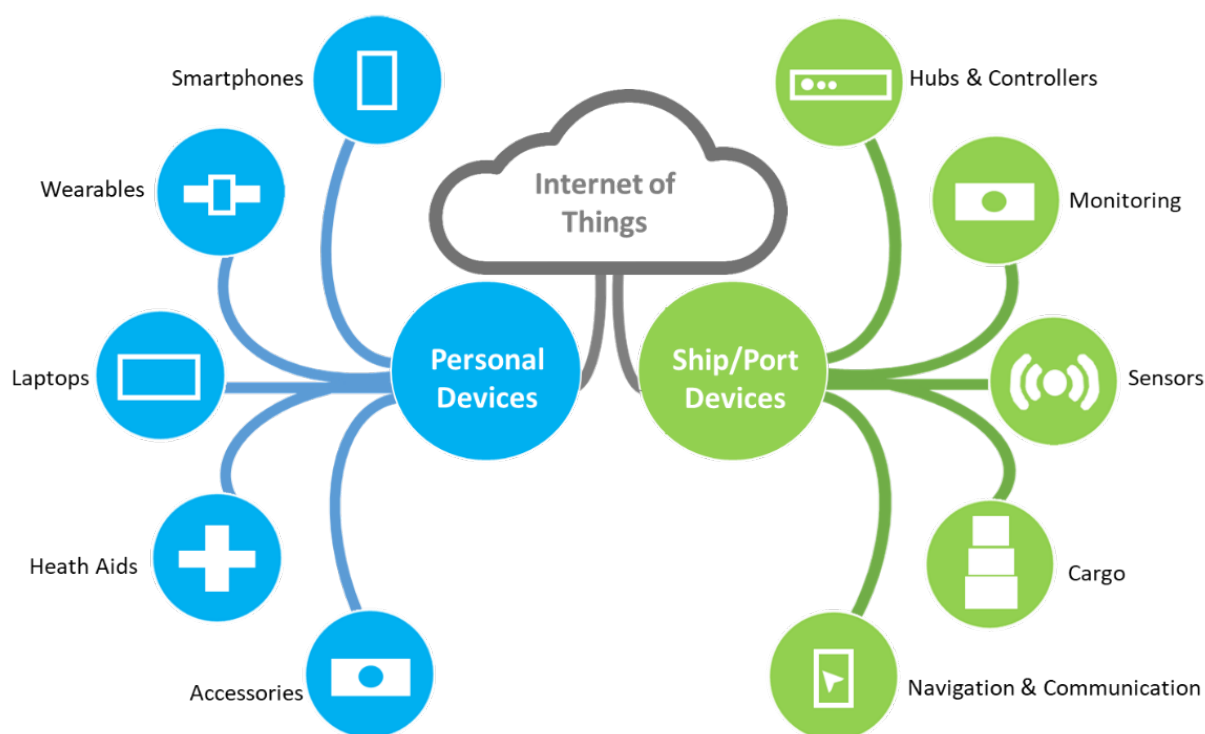 Smartphones
Hubs & Controllers
Internet of
Things
Wearables
Monitoring
Personal
Devices
Ship/Port
Devices
Laptops
Sensors
Heath Aids
Cargo
Accessories
Navigation & Communication